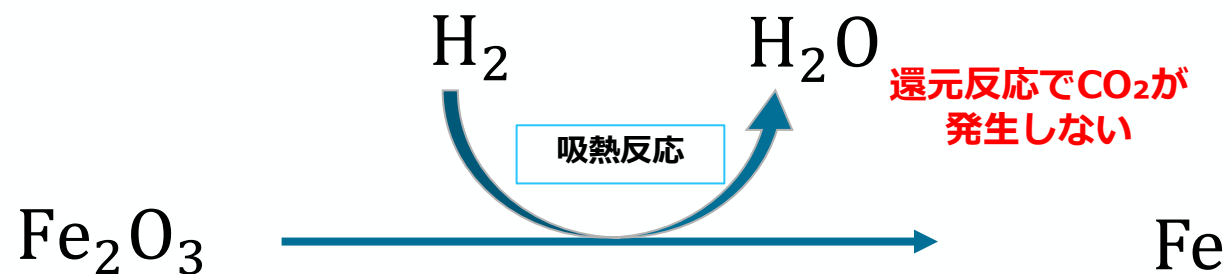 H₂
H₂O
還元反応でCO₂が
発生しない
吸熱反応
Fe₂O₃
Fe